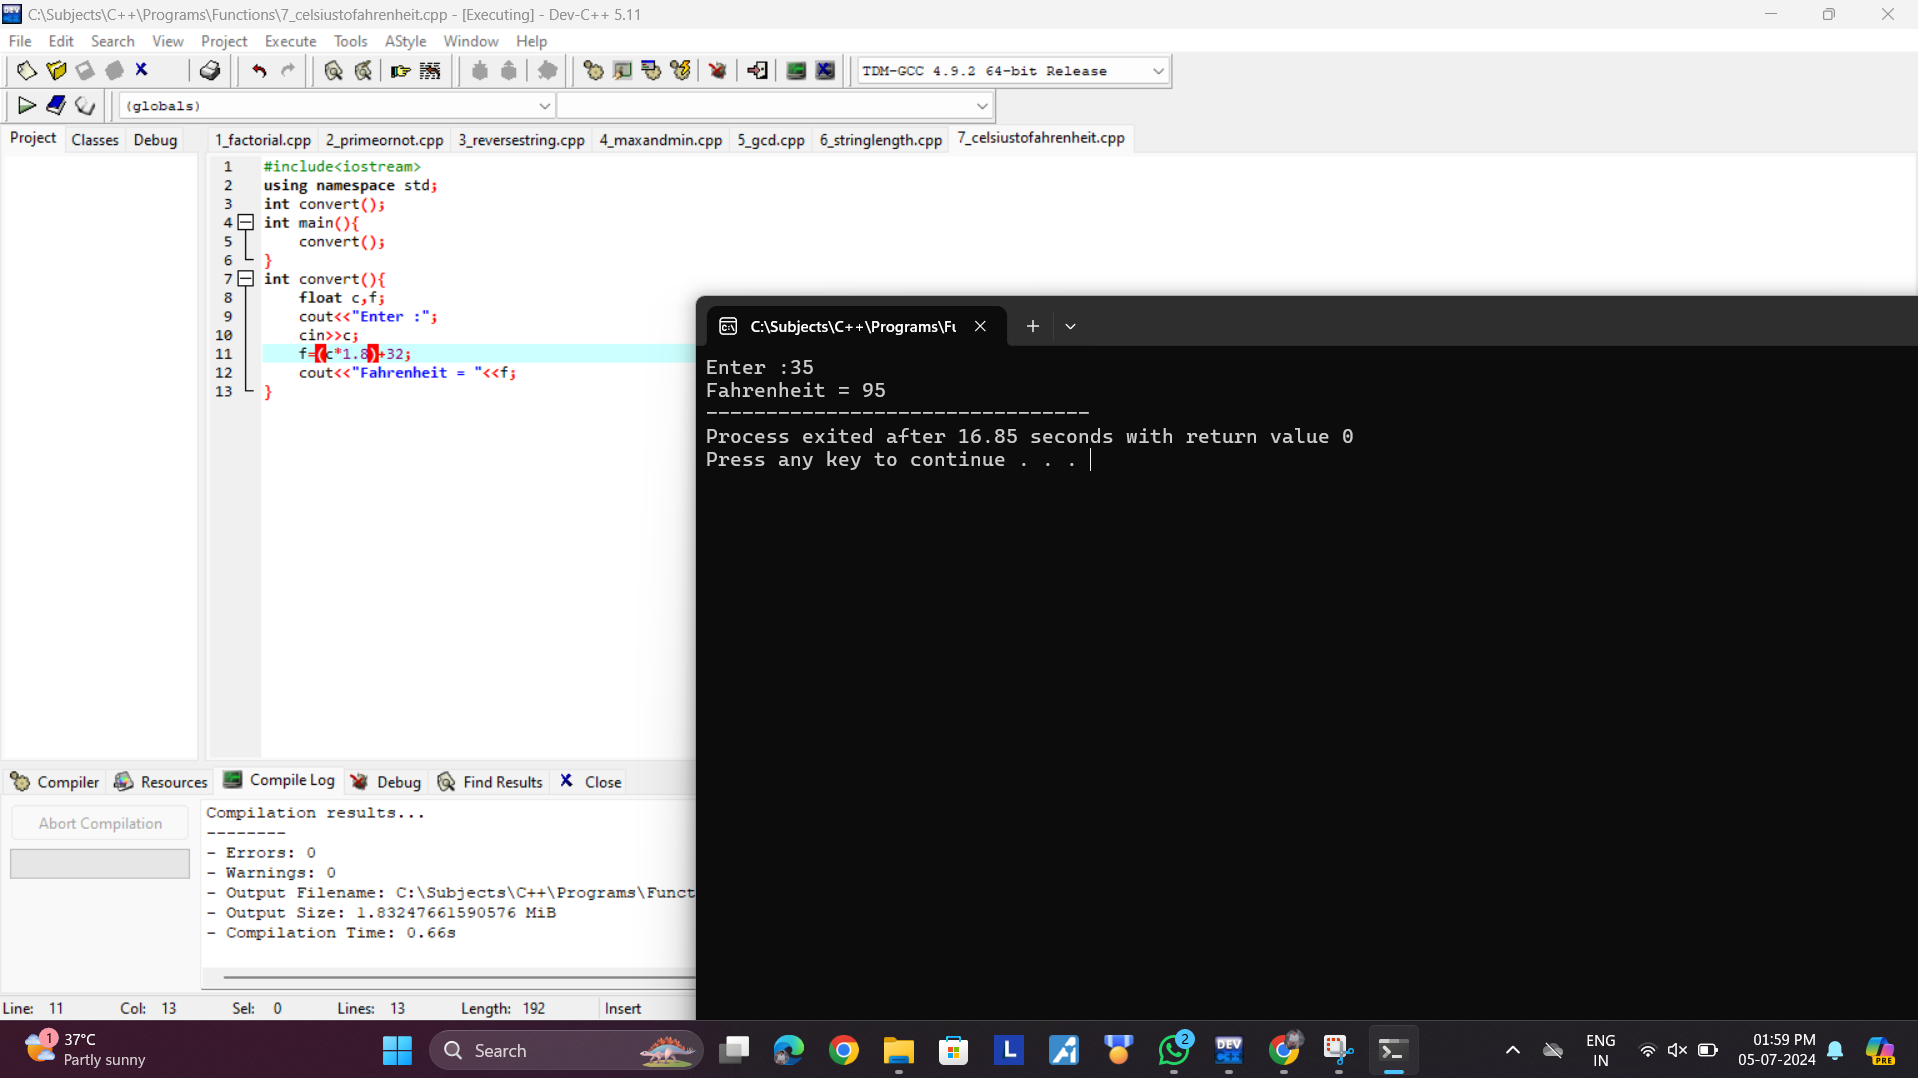 C:\Subjects\C++\Programs\Functions\7_celsiustofahrenheit.cpp - [Executing] - Dev-C++ 5.11
File Edit Search View Project Execute Tools AStyle Window Help
TDM-GCC 4.9.2 64-bit Release
(globals)
Project Classes Debug
1_factorial.cpp 2_primeornot.cpp 3_reversestring.cpp 4_maxandmin.cpp 5_gcd.cpp 6_stringlength.cpp 7_celsiustofahrenheit.cpp
1 #include<iostream>
2 using namespace std;
3 int convert();
4 int main(){
5 convert();
6 }
7 int convert(){
8 float c,f;
9 cout<<"Enter :";
10 cin>>c;
11 f=(c*1.8)+32;
12 cout<<"Fahrenheit = "<<f;
13 }
C:\Subjects\C++\Programs\Fu
Enter :35
Fahrenheit = 95
--------------------------------
Process exited after 16.85 seconds with return value 0
Press any key to continue . . .
Compiler Resources Compile Log Debug Find Results Close
Abort Compilation
Compilation results...
--------
- Errors: 0
- Warnings: 0
- Output Filename: C:\Subjects\C++\Programs\Funct
- Output Size: 1.83247661590576 MiB
- Compilation Time: 0.66s
Line: 11 Col: 13 Sel: 0 Lines: 13 Length: 192 Insert
1
37°C
Partly sunny
Search
L
2
DEV
ENG
IN
01:59 PM
05-07-2024
PRE